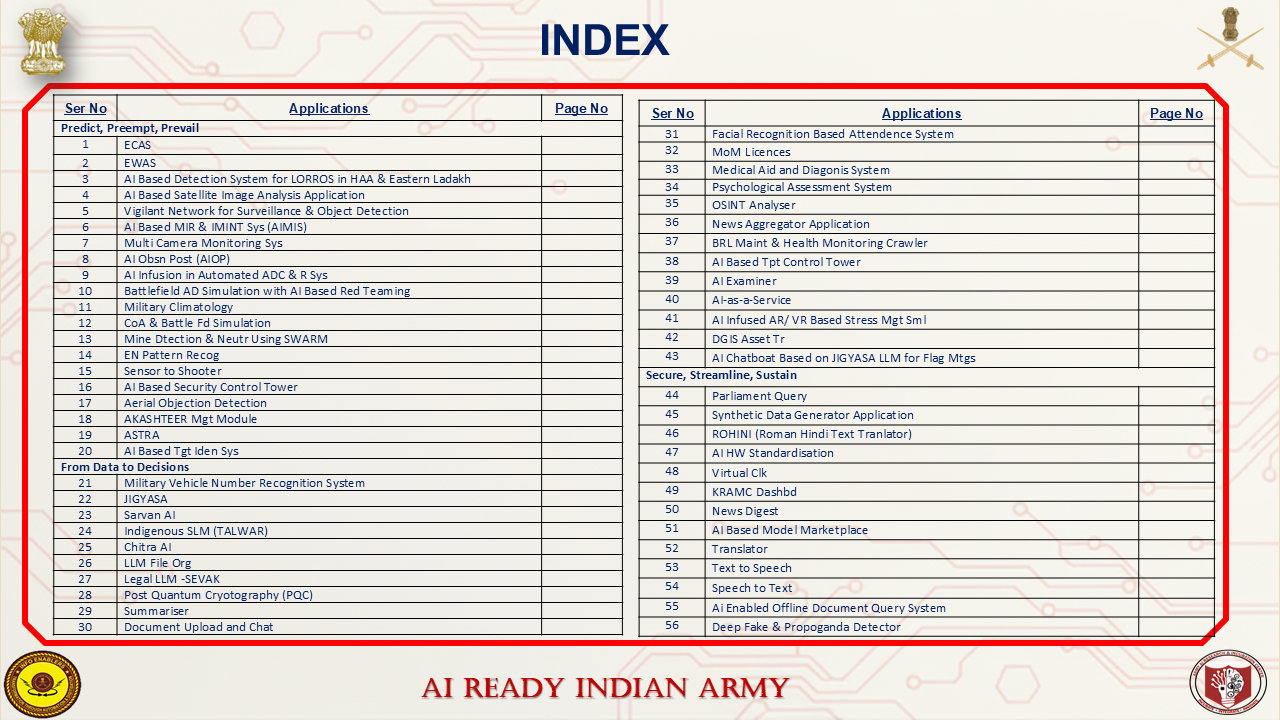 INDEX
Ser No Applications Page No
Predict, Preempt, Prevail
1 ECAS
2 EWAS
3 AI Based Detection System for LORROS in HAA & Eastern Ladakh
4 AI Based Satellite Image Analysis Application
5 Vigilant Network for Surveillance & Object Detection
6 AI Based MIR & IMINT Sys (AIMIS)
7 Multi Camera Monitoring Sys
8 AI Obsn Post (AIOP)
9 AI Infusion in Automated ADC & R Sys
10 Battlefield AD Simulation with AI Based Red Teaming
11 Military Climatology
12 CoA & Battle Fd Simulation
13 Mine Dtection & Neutr Using SWARM
14 EN Pattern Recog
15 Sensor to Shooter
16 AI Based Security Control Tower
17 Aerial Objection Detection
18 AKASHTEER Mgt Module
19 ASTRA
20 AI Based Tgt Iden Sys
From Data to Decisions
21 Military Vehicle Number Recognition System
22 JIGYASA
23 Sarvan AI
24 Indigenous SLM (TALWAR)
25 Chitra AI
26 LLM File Org
27 Legal LLM -SEVAK
28 Post Quantum Cryotography (PQC)
29 Summariser
30 Document Upload and Chat
Ser No Applications Page No
31 Facial Recognition Based Attendence System
32 MoM Licences
33 Medical Aid and Diagonis System
34 Psychological Assessment System
35 OSINT Analyser
36 News Aggregator Application
37 BRL Maint & Health Monitoring Crawler
38 AI Based Tpt Control Tower
39 AI Examiner
40 AI-as-a-Service
41 AI Infused AR/ VR Based Stress Mgt Sml
42 DGIS Asset Tr
43 AI Chatboat Based on JIGYASA LLM for Flag Mtgs
Secure, Streamline, Sustain
44 Parliament Query
45 Synthetic Data Generator Application
46 ROHINI (Roman Hindi Text Tranlator)
47 AI HW Standardisation
48 Virtual Clk
49 KRAMC Dashbd
50 News Digest
51 AI Based Model Marketplace
52 Translator
53 Text to Speech
54 Speech to Text
55 Ai Enabled Offline Document Query System
56 Deep Fake & Propoganda Detector
INFO ENABLERS
AI READY INDIAN ARMY